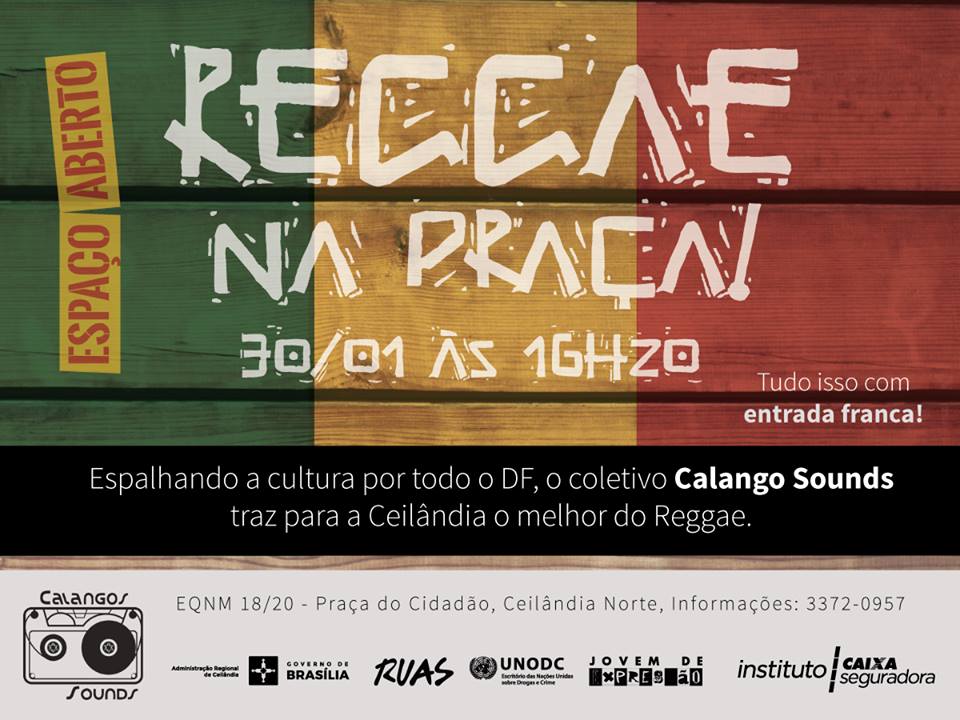 ESPAÇO ABERTO
REGGAE
NA PRAÇA!
30/01 ÀS 16H20
Tudo isso com
entrada franca!
Espalhando a cultura por todo o DF, o coletivo Calango Sounds
traz para a Ceilândia o melhor do Reggae.
CALANGOS
SOUNDS
EQNM 18/20 - Praça do Cidadão, Ceilândia Norte, Informações: 3372-0957
Administração Regional
de Ceilândia
GOVERNO DE
BRASÍLIA
RUAS
UNODC
Escritório das Nações Unidas
sobre Drogas e Crime
JOVEM DE
EXPRESSÃO
instituto
CAIXA
seguradora